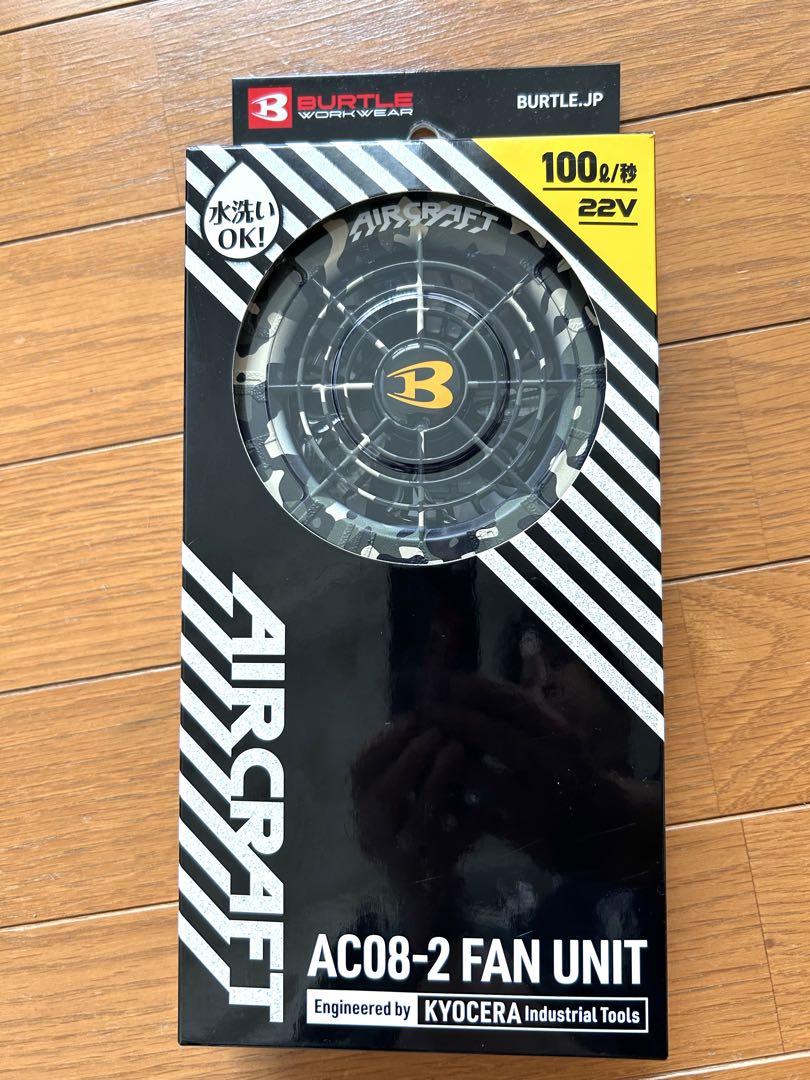 B BURTLE
WORKWEAR
BURTLE.JP
100ℓ/秒
22V
水洗い
OK!
AIRCRAFT
B
AIRCRAFT
AC08-2 FAN UNIT
Engineered by KYOCERA Industrial Tools